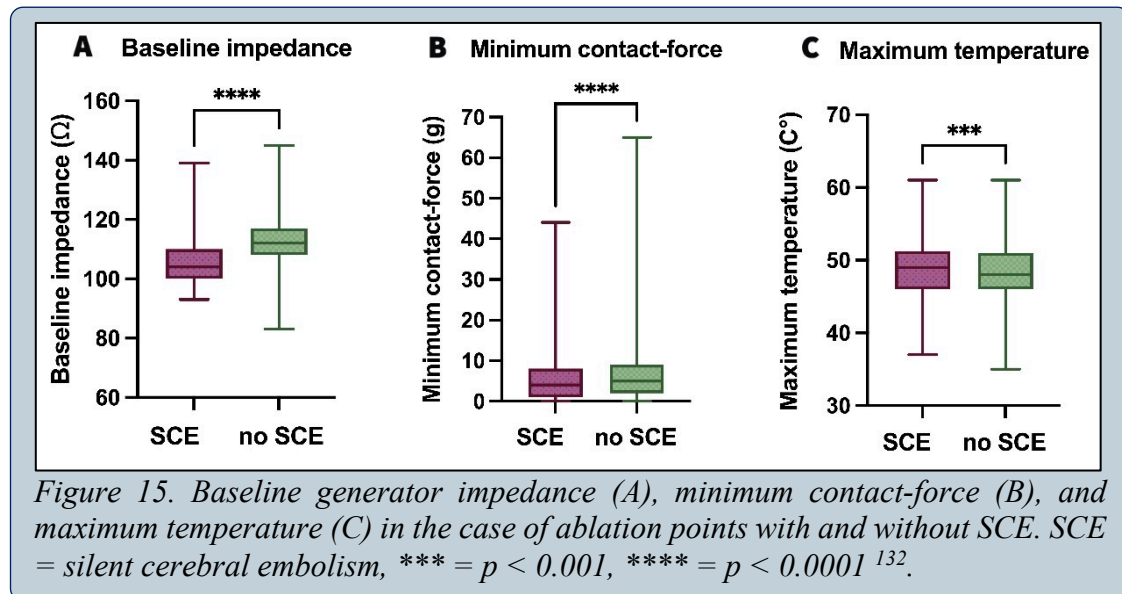 A Baseline impedance
Baseline impedance (Ω)
160
140
120
100
80
60
****
SCE
no SCE
B Minimum contact-force
Minimum contact-force (g)
70
60
50
40
30
20
10
0
****
SCE
no SCE
C Maximum temperature
Maximum temperature (C°)
70
60
50
40
30
***
SCE
no SCE
Figure 15. Baseline generator impedance (A), minimum contact-force (B), and
maximum temperature (C) in the case of ablation points with and without SCE. SCE
= silent cerebral embolism, *** = p < 0.001, **** = p < 0.0001 132.